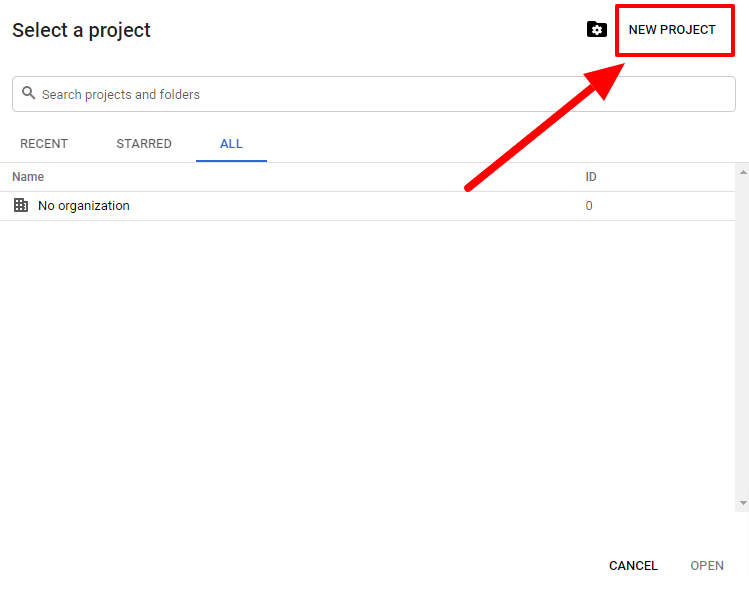 Select a project
NEW PROJECT
Search projects and folders
RECENT STARRED ALL
Name ID
No organization 0
CANCEL OPEN